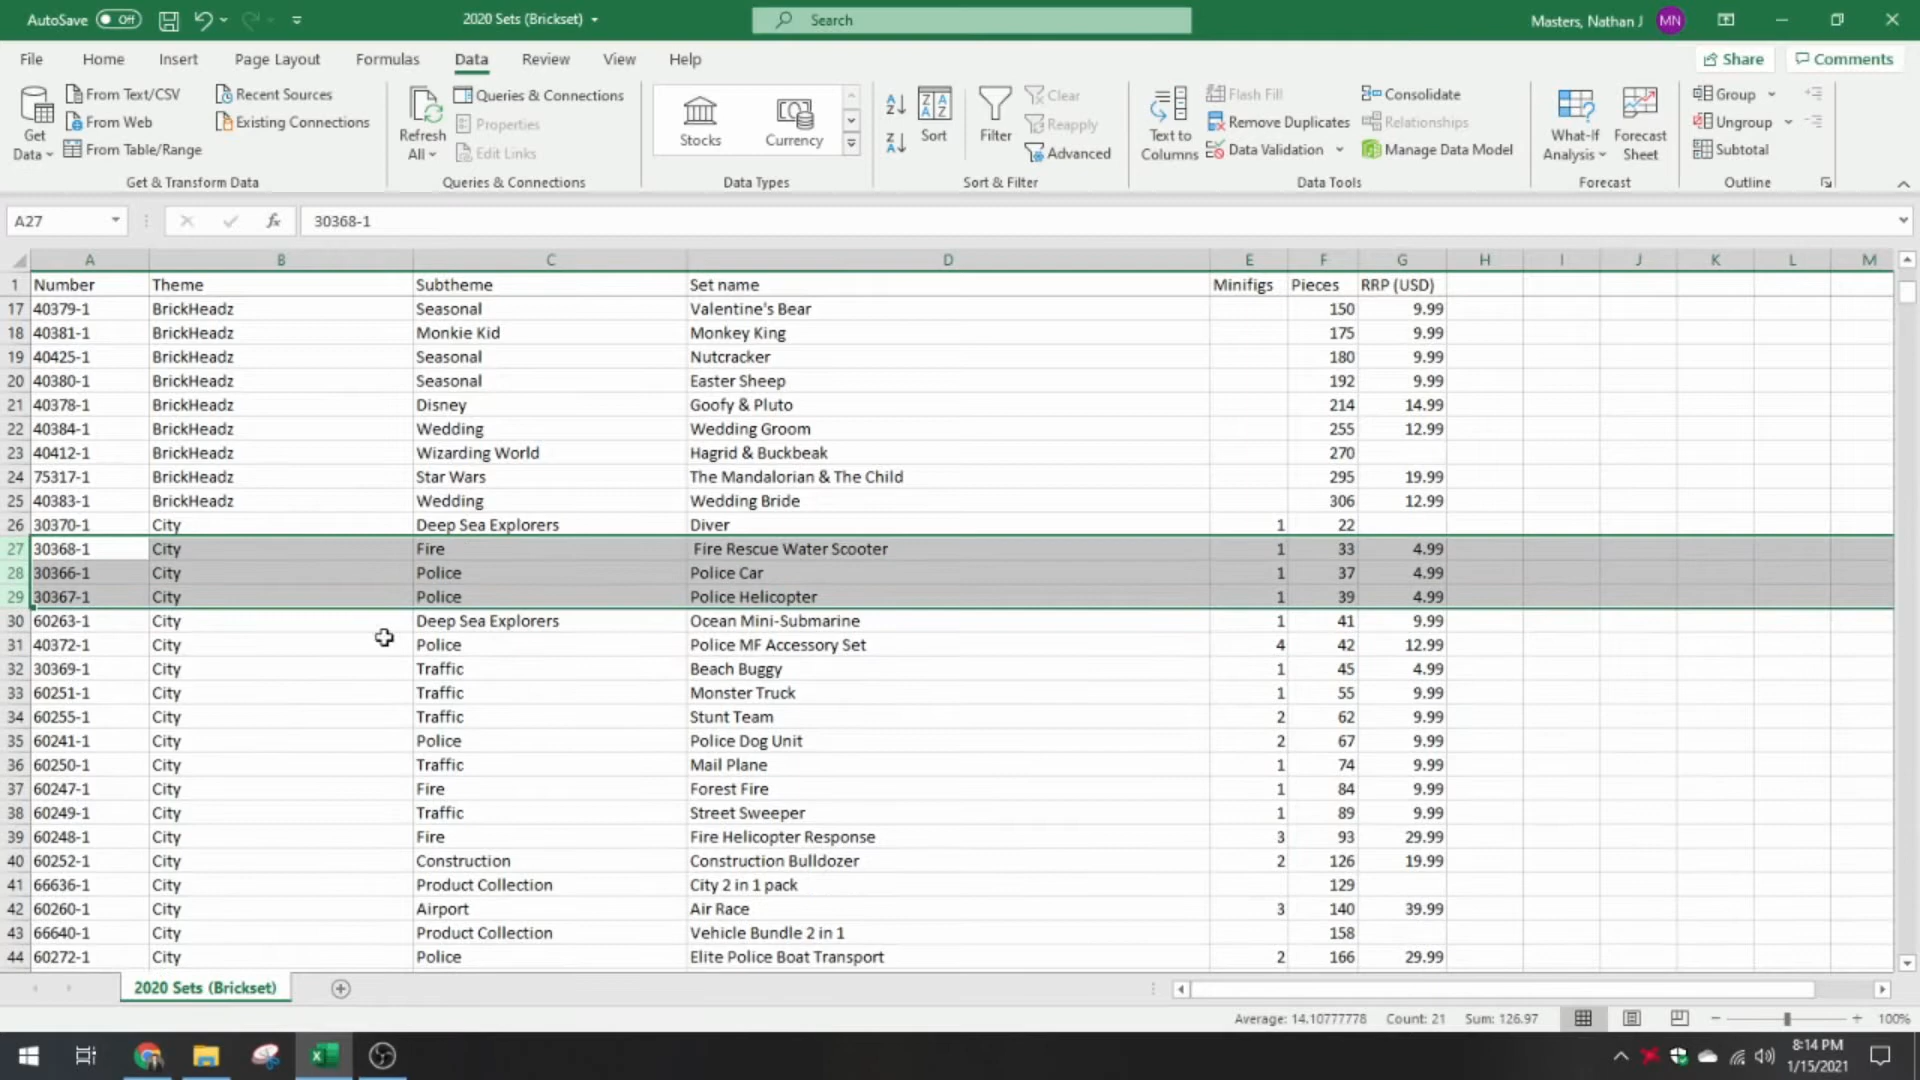 AutoSave Off 2020 Sets (Brickset) Search Masters, Nathan J MN
File Home Insert Page Layout Formulas Data Review View Help Share Comments
Get Data
From Text/CSV
From Web
From Table/Range
Recent Sources
Existing Connections
Get & Transform Data
Refresh All
Queries & Connections
Properties
Edit Links
Queries & Connections
Stocks Currency
Data Types
Sort Filter
Clear
Reapply
Advanced
Sort & Filter
Text to Columns
Flash Fill
Remove Duplicates
Data Validation
Consolidate
Relationships
Manage Data Model
Data Tools
What-If Analysis
Forecast Sheet
Forecast
Group
Ungroup
Subtotal
Outline
A27 fx 30368-1
A B C D E F G H I J K L M
1 Number Theme Subtheme Set name Minifigs Pieces RRP (USD)
17 40379-1 BrickHeadz Seasonal Valentine's Bear 150 9.99
18 40381-1 BrickHeadz Monkie Kid Monkey King 175 9.99
19 40425-1 BrickHeadz Seasonal Nutcracker 180 9.99
20 40380-1 BrickHeadz Seasonal Easter Sheep 192 9.99
21 40378-1 BrickHeadz Disney Goofy & Pluto 214 14.99
22 40384-1 BrickHeadz Wedding Wedding Groom 255 12.99
23 40412-1 BrickHeadz Wizarding World Hagrid & Buckbeak 270
24 75317-1 BrickHeadz Star Wars The Mandalorian & The Child 295 19.99
25 40383-1 BrickHeadz Wedding Wedding Bride 306 12.99
26 30370-1 City Deep Sea Explorers Diver 1 22
27 30368-1 City Fire Fire Rescue Water Scooter 1 33 4.99
28 30366-1 City Police Police Car 1 37 4.99
29 30367-1 City Police Police Helicopter 1 39 4.99
30 60263-1 City Deep Sea Explorers Ocean Mini-Submarine 1 41 9.99
31 40372-1 City Police Police MF Accessory Set 4 42 12.99
32 30369-1 City Traffic Beach Buggy 1 45 4.99
33 60251-1 City Traffic Monster Truck 1 55 9.99
34 60255-1 City Traffic Stunt Team 2 62 9.99
35 60241-1 City Police Police Dog Unit 2 67 9.99
36 60250-1 City Traffic Mail Plane 1 74 9.99
37 60247-1 City Fire Forest Fire 1 84 9.99
38 60249-1 City Traffic Street Sweeper 1 89 9.99
39 60248-1 City Fire Fire Helicopter Response 3 93 29.99
40 60252-1 City Construction Construction Bulldozer 2 126 19.99
41 66636-1 City Product Collection City 2 in 1 pack 129
42 60260-1 City Airport Air Race 3 140 39.99
43 66640-1 City Product Collection Vehicle Bundle 2 in 1 158
44 60272-1 City Police Elite Police Boat Transport 2 166 29.99
2020 Sets (Brickset)
Average: 14.10777778 Count: 21 Sum: 126.97 100%
8:14 PM
1/15/2021